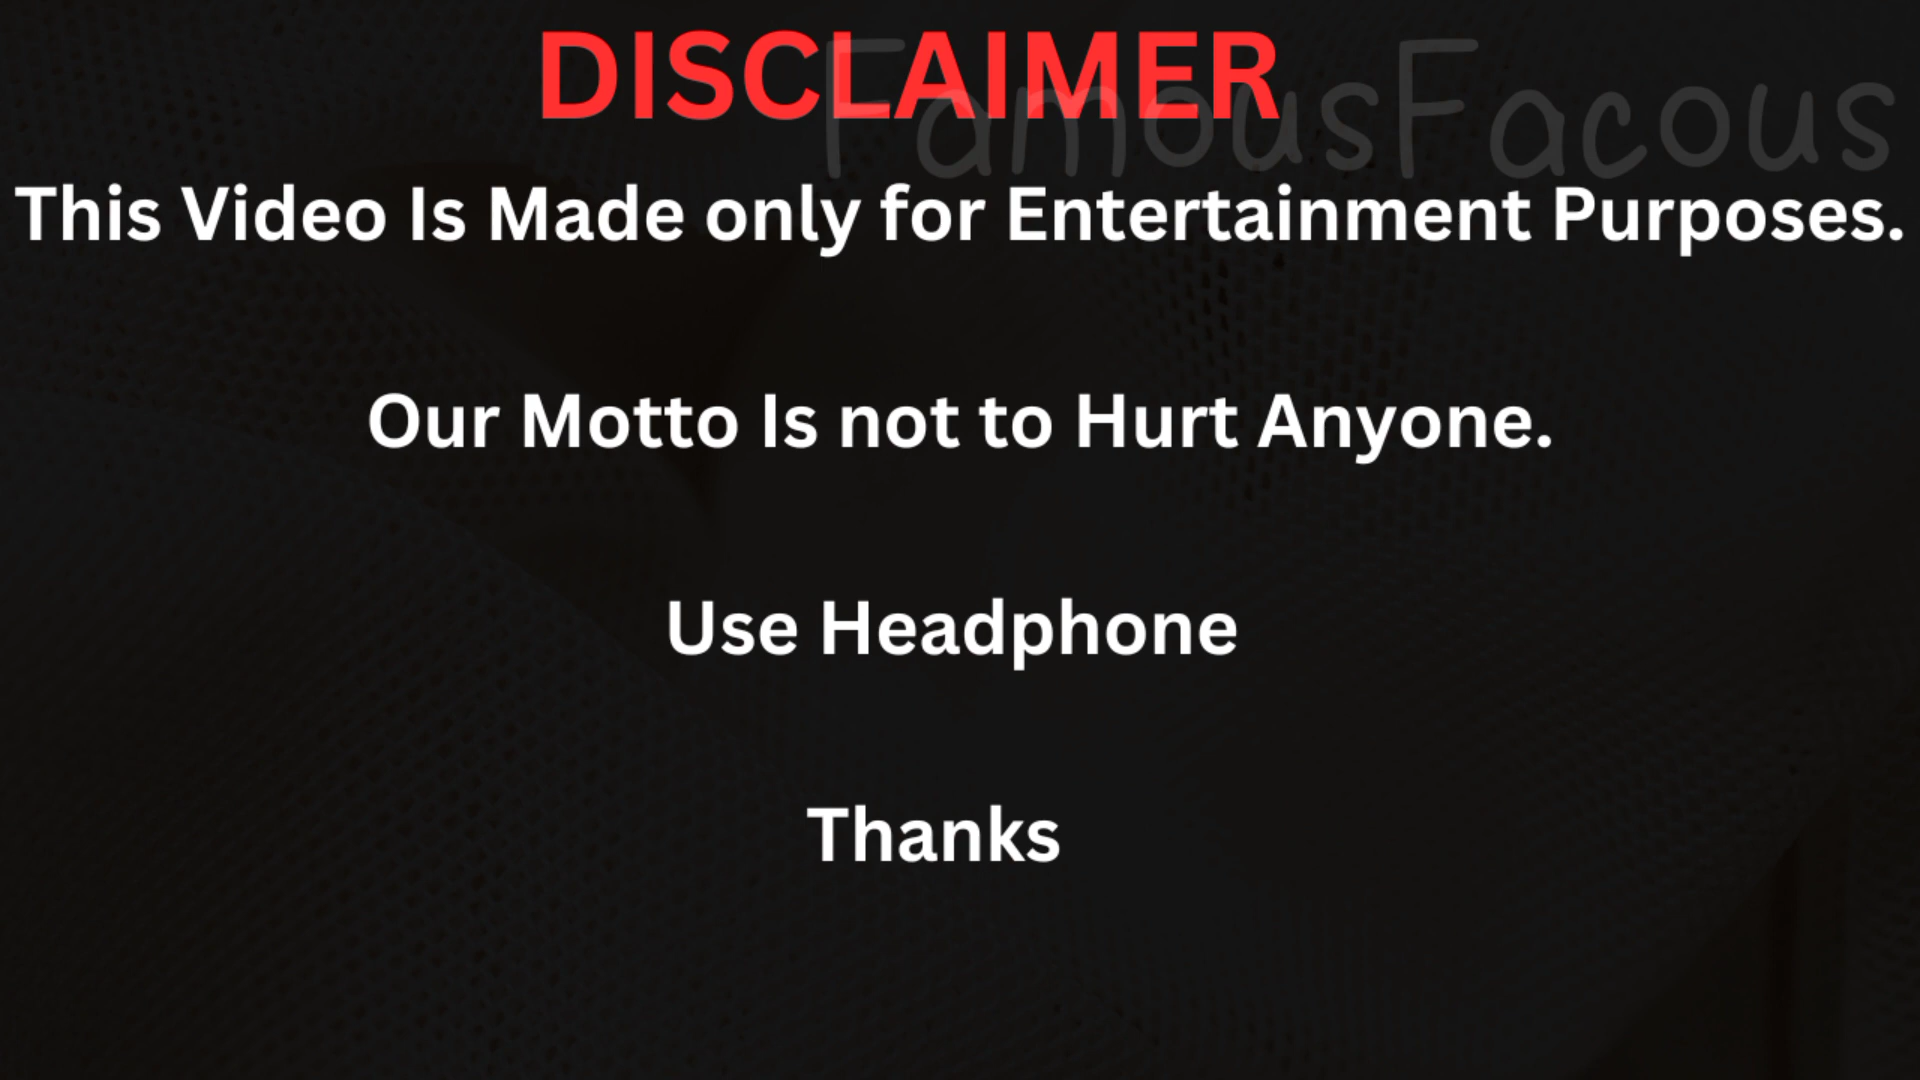 DISCLAIMER
FamousFacous
This Video Is Made only for Entertainment Purposes.
Our Motto Is not to Hurt Anyone.
Use Headphone
Thanks